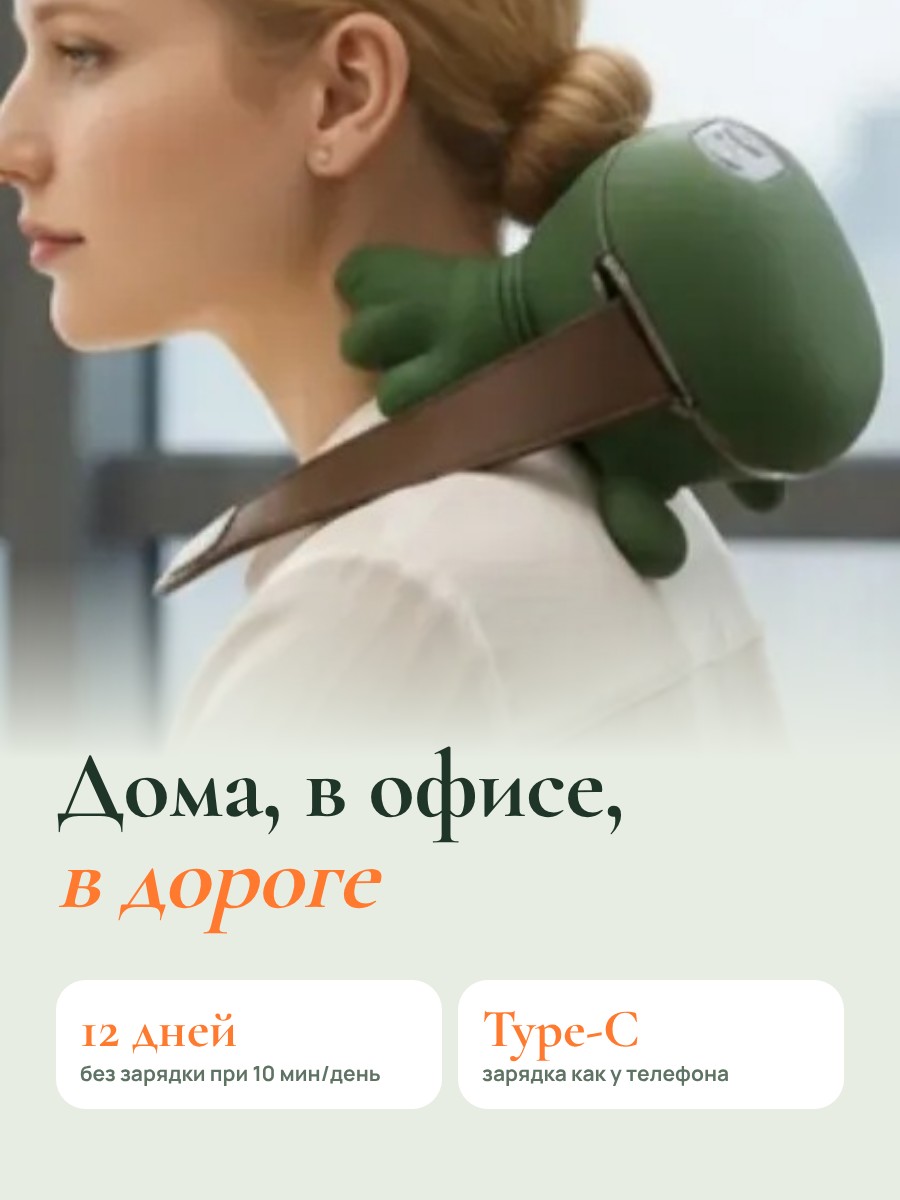 Дома, в офисе,
в дороге
12 дней
без зарядки при 10 мин/день
Type-C
зарядка как у телефона